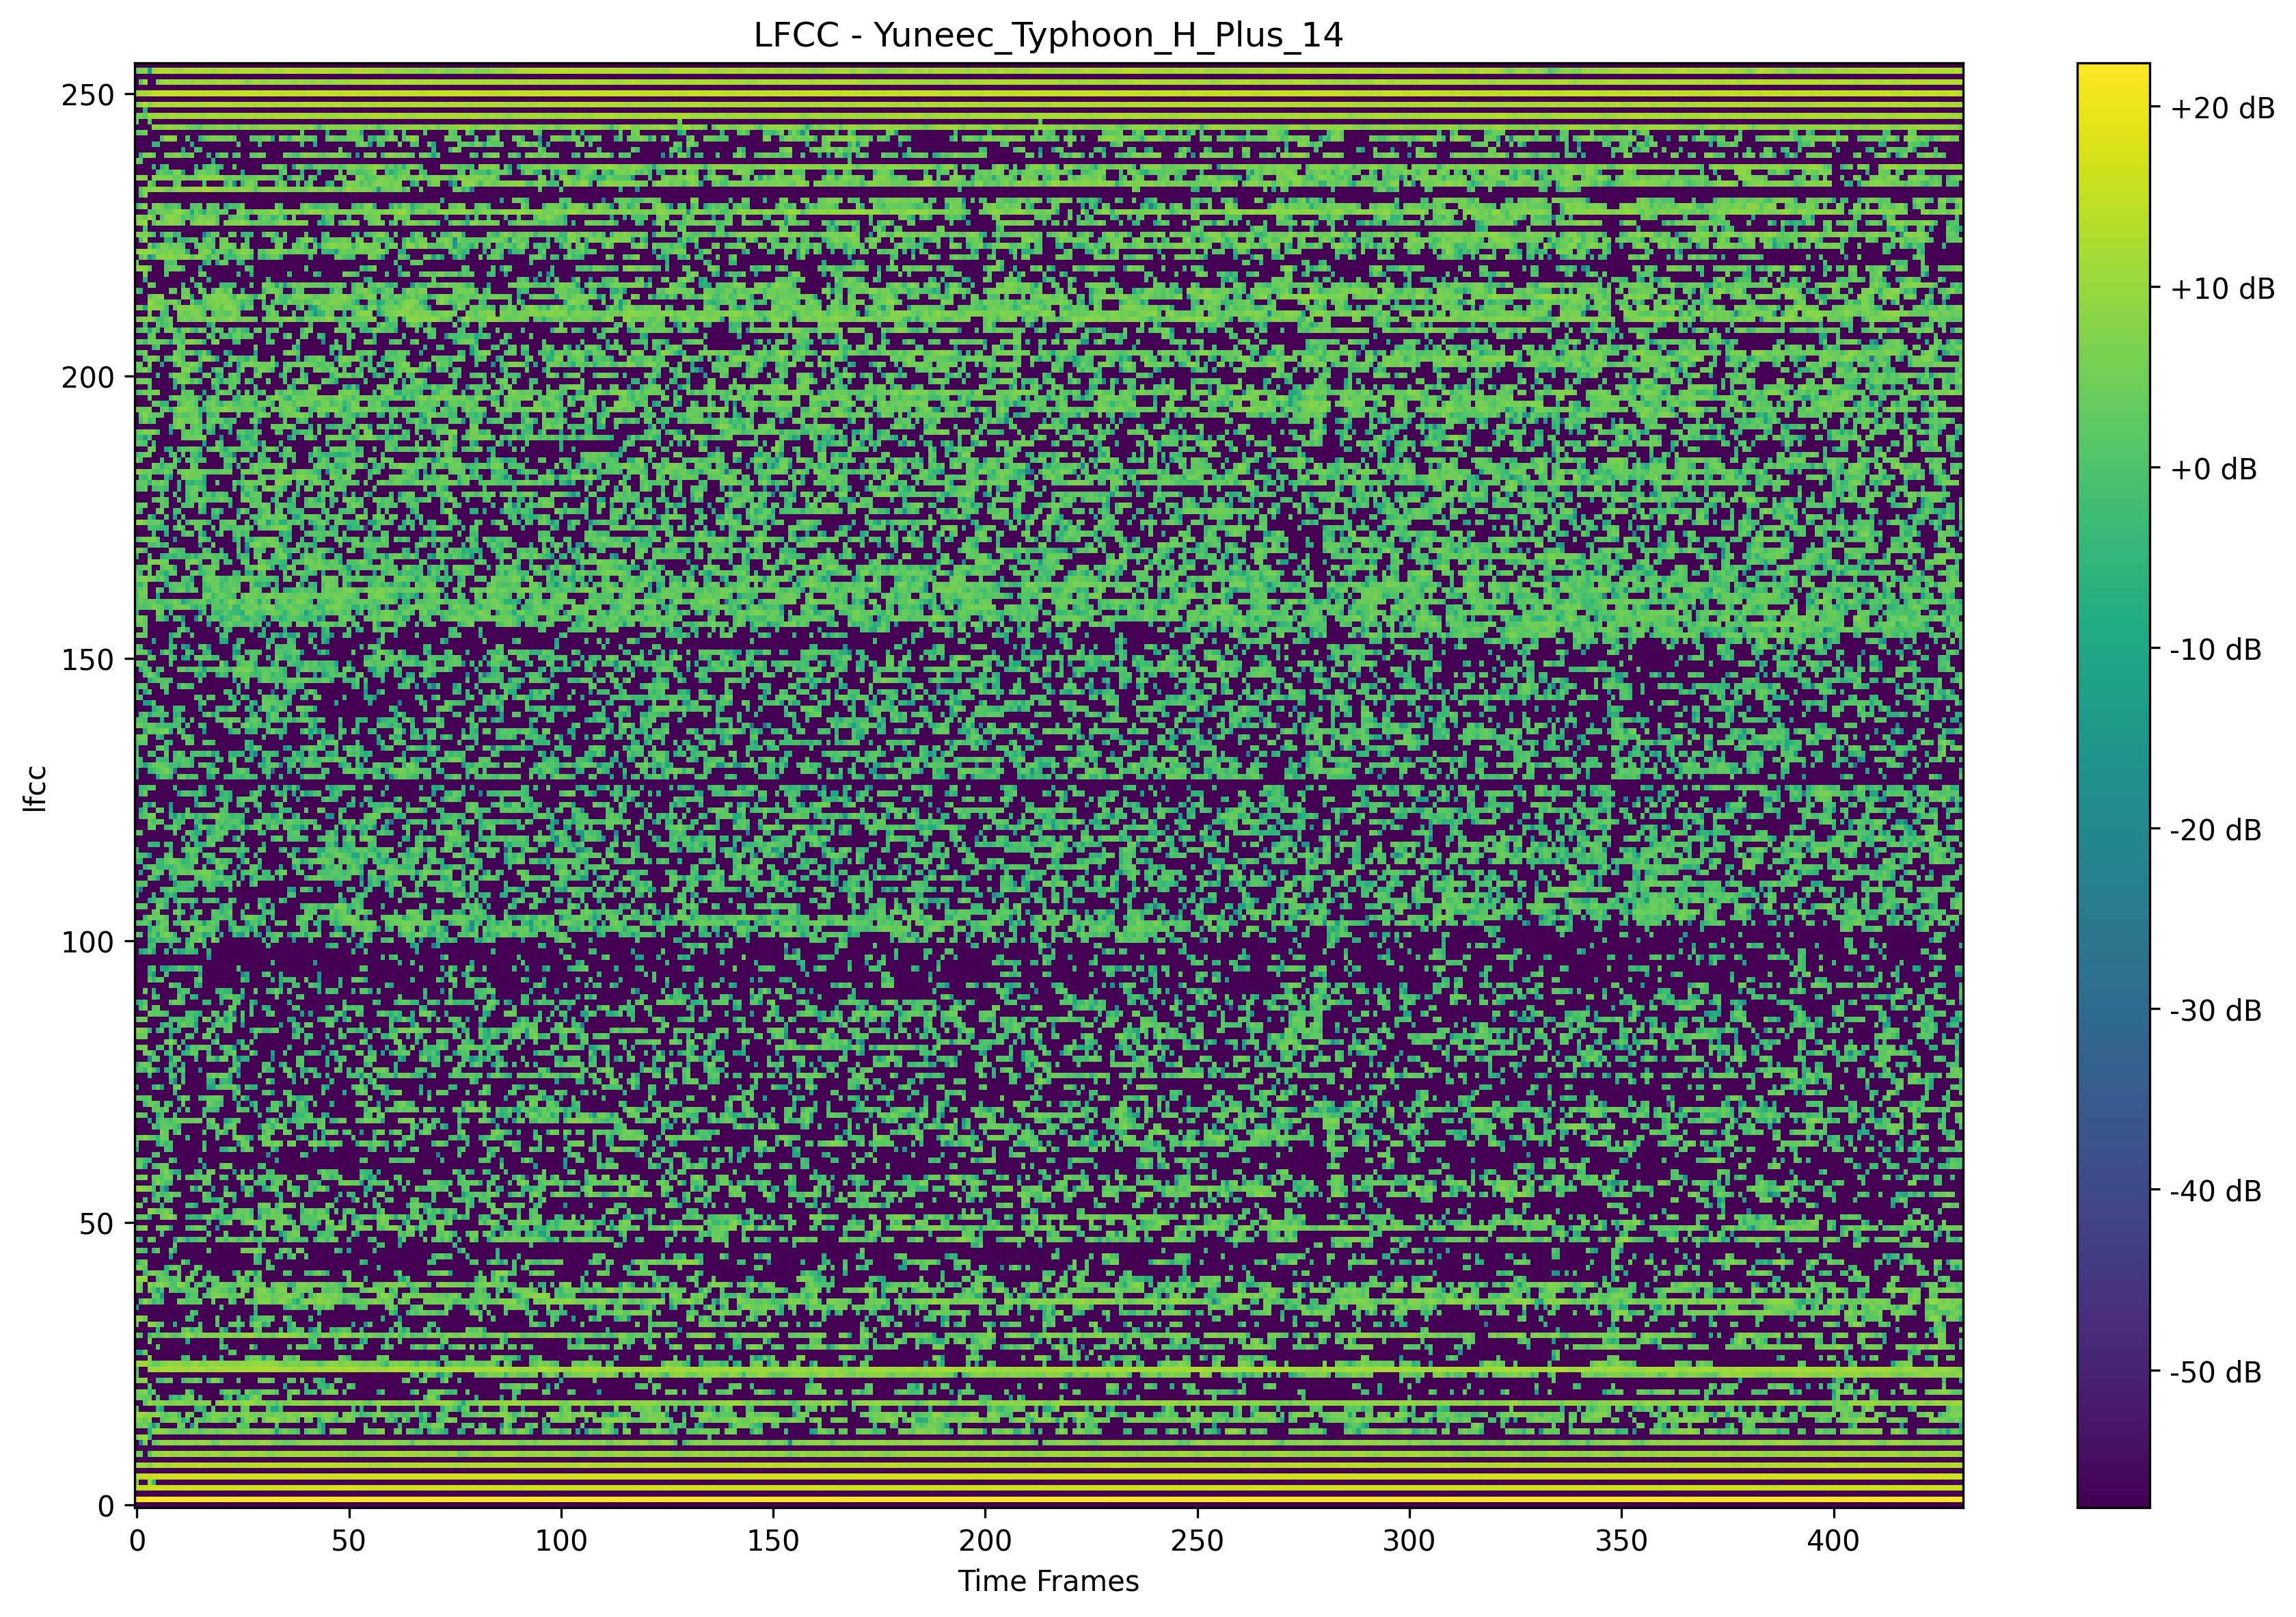 LFCC - Yuneec_Typhoon_H_Plus_14
250
200
150
100
50
0
lfcc
0 50 100 150 200 250 300 350 400
Time Frames
+20 dB
+10 dB
+0 dB
-10 dB
-20 dB
-30 dB
-40 dB
-50 dB